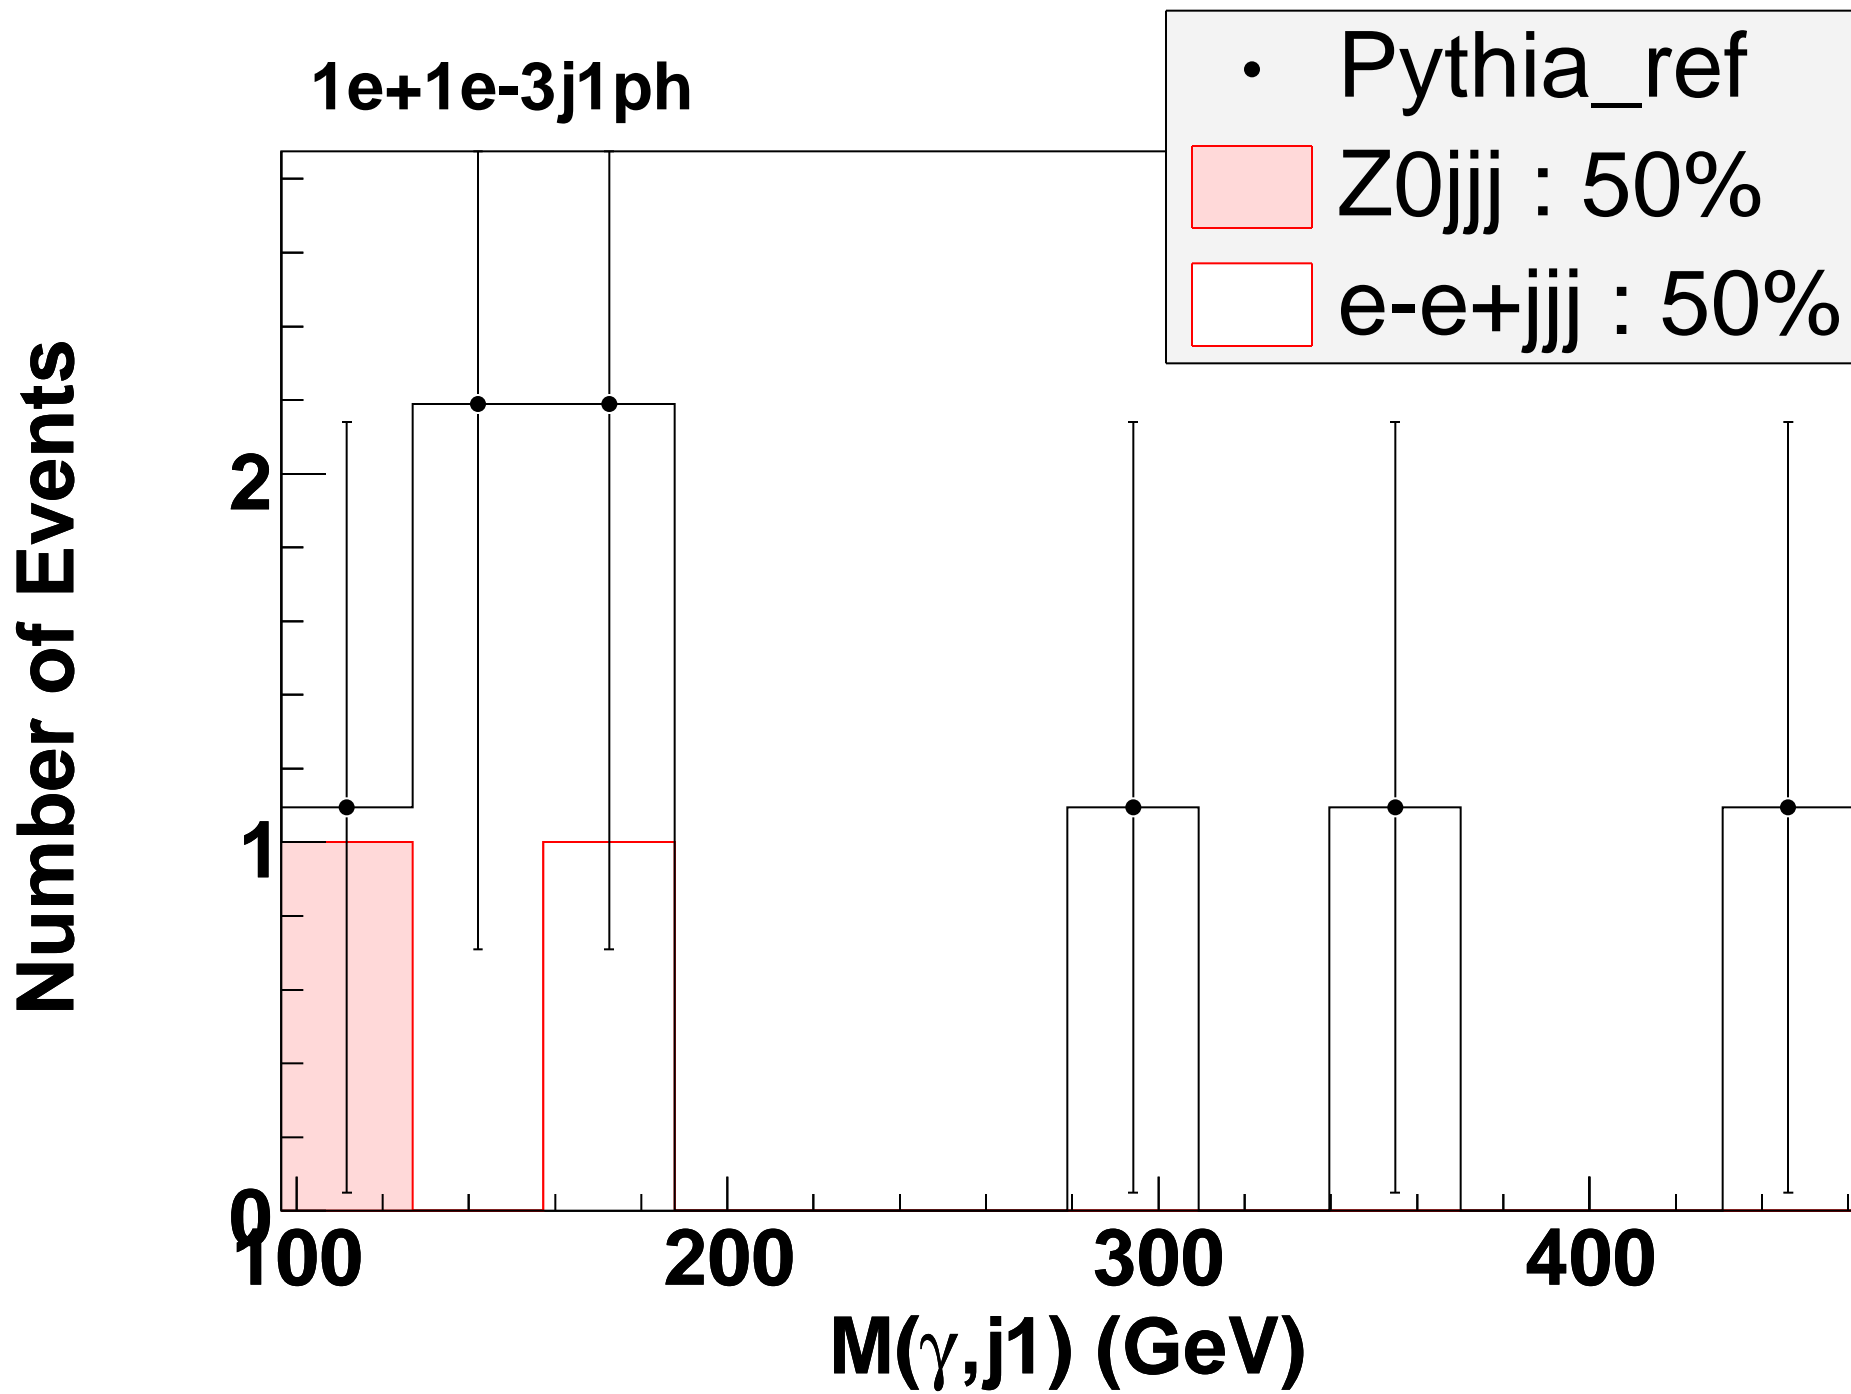 1e+1e-3j1ph
Pythia_ref
Z0jjj : 50%
e-e+jjj : 50%
Number of Events
2
1
0
100 200 300 400
M(γ,j1) (GeV)